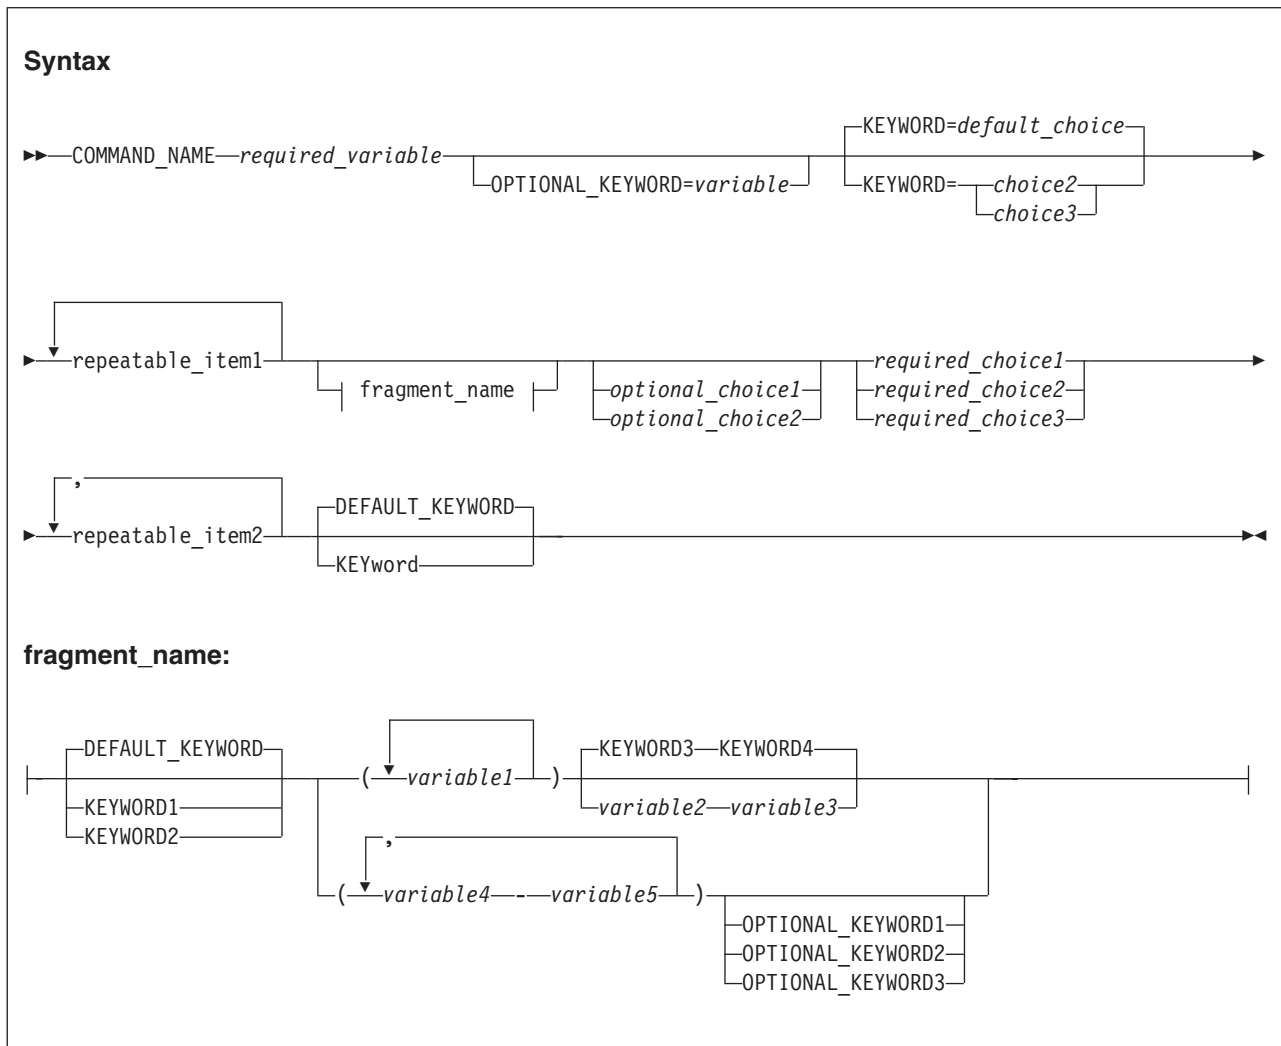 Syntax
KEYWORD=default_choice
COMMAND_NAME required_variable
OPTIONAL_KEYWORD=variable KEYWORD= choice2
choice3
repeatable_item1 required_choice1
fragment_name optional_choice1 required_choice2
optional_choice2 required_choice3
, DEFAULT_KEYWORD
repeatable_item2
KEYword
fragment_name:
DEFAULT_KEYWORD KEYWORD3 KEYWORD4
( variable1 )
KEYWORD1 variable2 variable3
KEYWORD2
,
( variable4 - variable5 )
OPTIONAL_KEYWORD1
OPTIONAL_KEYWORD2
OPTIONAL_KEYWORD3